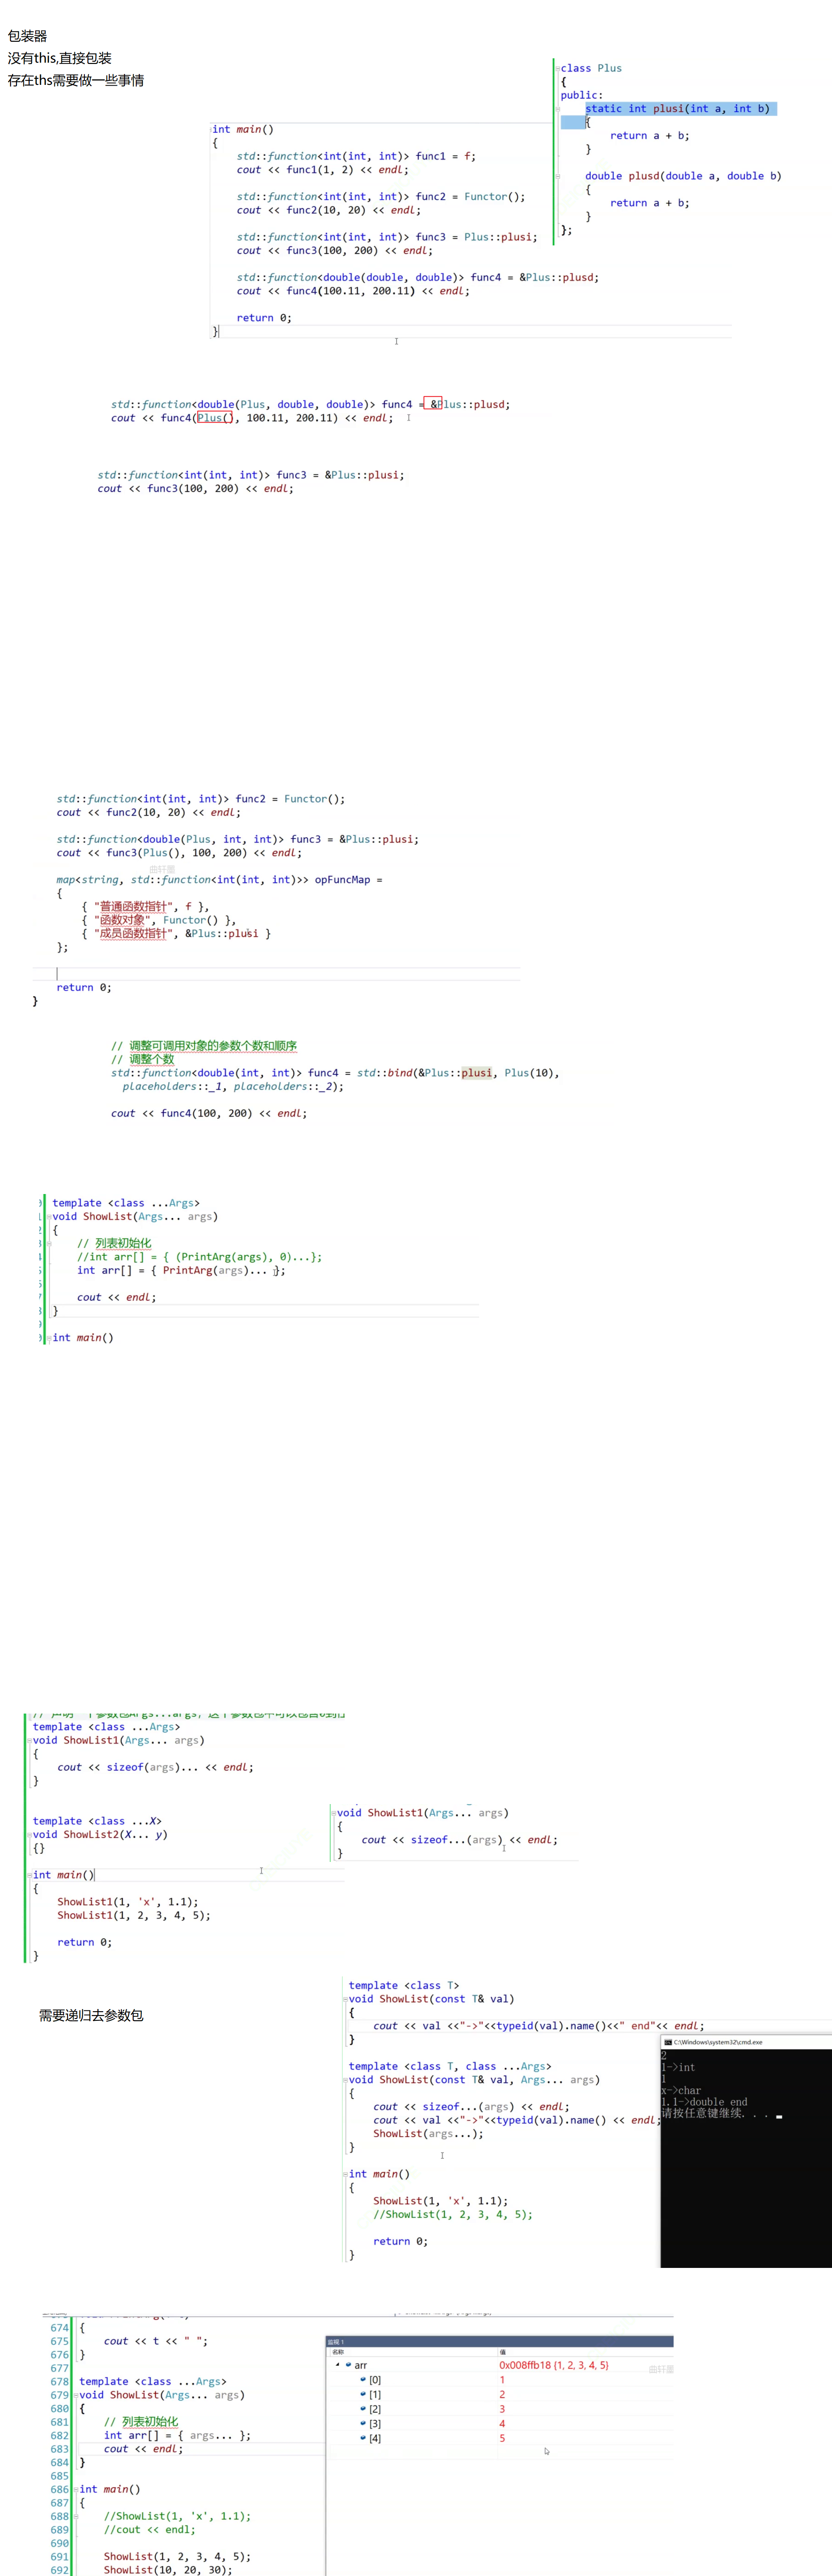 包装器
没有this,直接包装
存在ths需要做一些事情
class Plus
{
public:
static int plusi(int a, int b)
{
return a + b;
}
double plusd(double a, double b)
{
return a + b;
}
};
int main()
{
std::function<int(int, int)> func1 = f;
cout << func1(1, 2) << endl;
std::function<int(int, int)> func2 = Functor();
cout << func2(10, 20) << endl;
std::function<int(int, int)> func3 = Plus::plusi;
cout << func3(100, 200) << endl;
std::function<double(double, double)> func4 = &Plus::plusd;
cout << func4(100.11, 200.11) << endl;
return 0;
}
std::function<double(Plus, double, double)> func4 = &Plus::plusd;
cout << func4(Plus(), 100.11, 200.11) << endl;
std::function<int(int, int)> func3 = &Plus::plusi;
cout << func3(100, 200) << endl;
std::function<int(int, int)> func2 = Functor();
cout << func2(10, 20) << endl;
std::function<double(Plus, int, int)> func3 = &Plus::plusi;
cout << func3(Plus(), 100, 200) << endl;
曲轩墨
map<string, std::function<int(int, int)>> opFuncMap =
{
{ "普通函数指针", f },
{ "函数对象", Functor() },
{ "成员函数指针", &Plus::plusi }
};
return 0;
}
// 调整可调用对象的参数个数和顺序
// 调整个数
std::function<double(int, int)> func4 = std::bind(&Plus::plusi, Plus(10),
placeholders::_1, placeholders::_2);
cout << func4(100, 200) << endl;
template <class ...Args>
void ShowList(Args... args)
{
// 列表初始化
//int arr[] = { (PrintArg(args), 0)...};
int arr[] = { PrintArg(args)... };
cout << endl;
}
int main()
template <class ...Args>
void ShowList1(Args... args)
{
cout << sizeof(args)... << endl;
}
template <class ...X>
void ShowList2(X... y)
{}
int main()
{
ShowList1(1, 'x', 1.1);
ShowList1(1, 2, 3, 4, 5);
return 0;
}
void ShowList1(Args... args)
{
cout << sizeof...(args) << endl;
}
需要递归去参数包
template <class T>
void ShowList(const T& val)
{
cout << val <<"->"<<typeid(val).name()<<" end"<< endl;
}
template <class T, class ...Args>
void ShowList(const T& val, Args... args)
{
cout << sizeof...(args) << endl;
cout << val <<"->"<<typeid(val).name() << endl;
ShowList(args...);
}
int main()
{
ShowList(1, 'x', 1.1);
//ShowList(1, 2, 3, 4, 5);
return 0;
}
C:\Windows\system32\cmd.exe
2
1->int
1
x->char
1.1->double end
请按任意键继续. . .
674 {
675 cout << t << " ";
676 }
677
678 template <class ...Args>
679 void ShowList(Args... args)
680 {
681 // 列表初始化
682 int arr[] = { args... };
683 cout << endl;
684 }
685
686 int main()
687 {
688 //ShowList(1, 'x', 1.1);
689 //cout << endl;
690
691 ShowList(1, 2, 3, 4, 5);
692 ShowList(10, 20, 30);
监视 1
名称 值
arr 0x008ffb18 {1, 2, 3, 4, 5}
曲轩墨
[0] 1
[1] 2
[2] 3
[3] 4
[4] 5